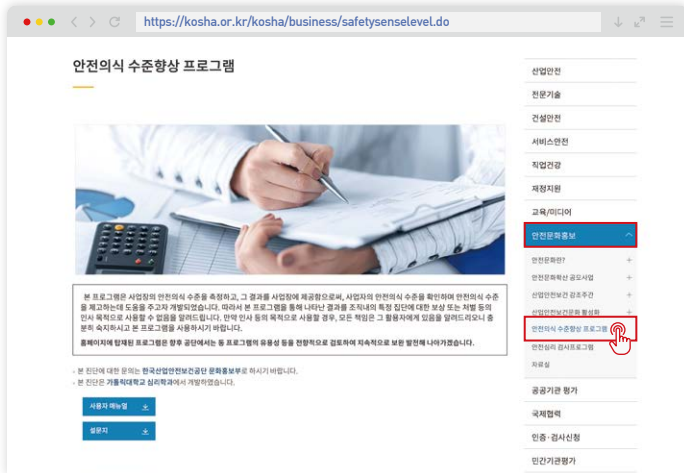 https://kosha.or.kr/kosha/business/safetysenselevel.do
안전의식 수준향상 프로그램
본 프로그램은 사업장의 안전의식 수준을 측정하고, 그 결과를 사업장에 제공함으로써, 사업자의 안전의식 수준을 확인하며 안전의식 수준
을 제고하는데 도움을 주고자 개발되었습니다. 따라서 본 프로그램을 통해 나타난 결과를 조직내의 특정 집단에 대한 보상 또는 처벌 등의
인사 목적으로 사용할 수 없음을 알려드립니다. 만약 인사 등의 목적으로 사용할 경우, 모든 책임은 그 활용자에게 있음을 알려드리오니 충
분히 숙지하시고 본 프로그램을 사용하시기 바랍니다.
홈페이지에 탑재된 프로그램은 향후 공단에서는 동 프로그램의 유용성 등을 전향적으로 검토하여 지속적으로 보완 발전해 나아가겠습니다.
- 본 진단에 대한 문의는 한국산업안전보건공단 문화홍보부로 하시기 바랍니다.
- 본 진단은 가톨릭대학교 심리학과에서 개발하였습니다.
사용자 매뉴얼
설문지
산업안전
전문기술
건설안전
서비스안전
직업건강
재정지원
교육/미디어
안전문화홍보
안전문화란?
안전문화확산 공모사업
산업안전보건 강조주간
산업안전보건문화 활성화
안전의식 수준향상 프로그램
안전심리 검사프로그램
자료실
공공기관 평가
국제협력
인증·검사신청
민간기관평가